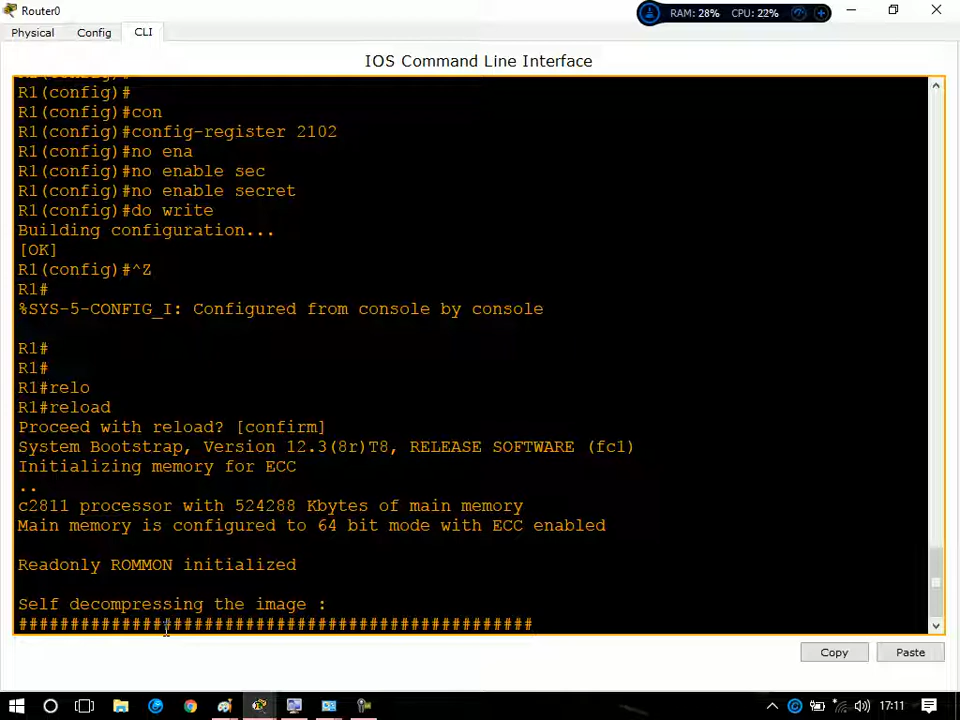 Router0
RAM: 28% CPU: 22%
Physical Config CLI
IOS Command Line Interface
R1(config)#
R1(config)#con
R1(config)#config-register 2102
R1(config)#no ena
R1(config)#no enable sec
R1(config)#no enable secret
R1(config)#do write
Building configuration...
[OK]
R1(config)#^Z
R1#
%SYS-5-CONFIG_I: Configured from console by console
R1#
R1#
R1#relo
R1#reload
Proceed with reload? [confirm]
System Bootstrap, Version 12.3(8r)T8, RELEASE SOFTWARE (fc1)
Initializing memory for ECC
..
c2811 processor with 524288 Kbytes of main memory
Main memory is configured to 64 bit mode with ECC enabled
Readonly ROMMON initialized
Self decompressing the image :
##################################################
Copy Paste
17:11